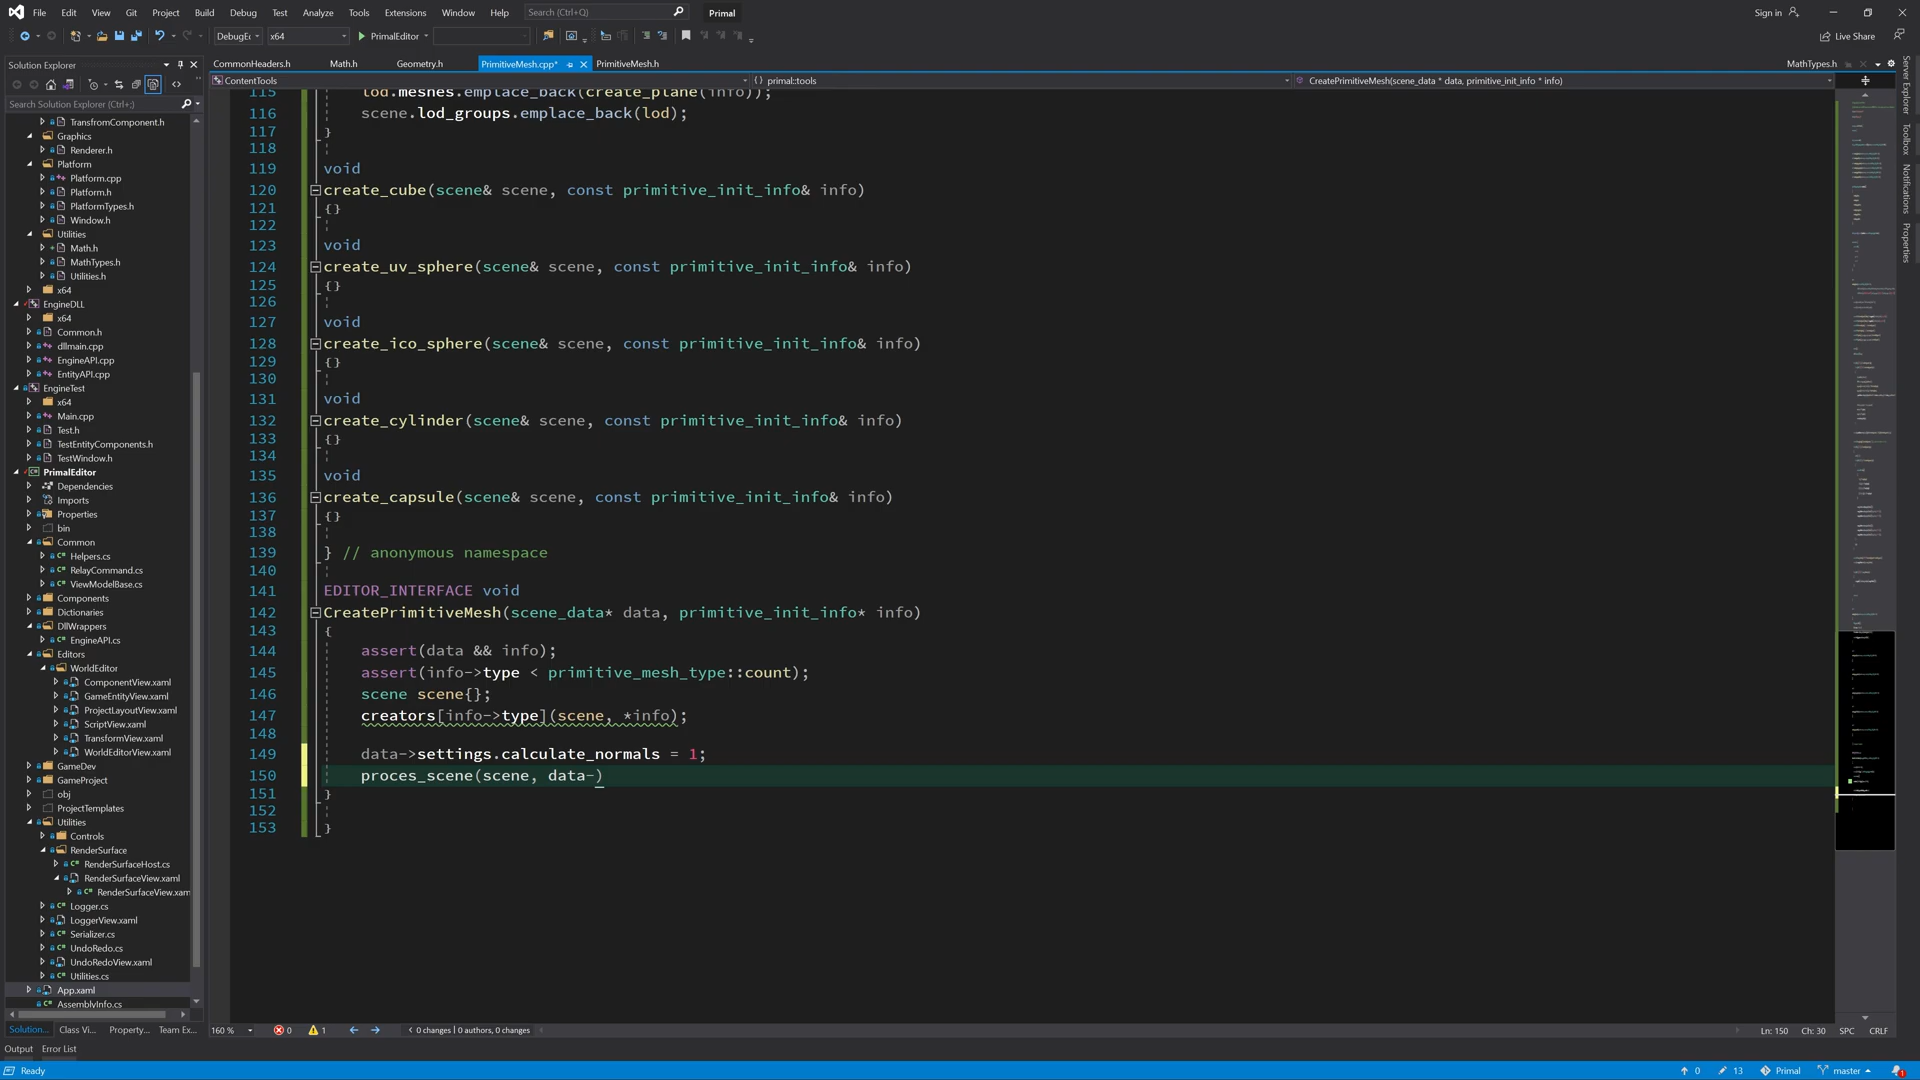 File Edit View Git Project Build Debug Test Analyze Tools Extensions Window Help Search (Ctrl+Q) Primal Sign in
x64 PrimalEditor Live Share
Solution Explorer CommonHeaders.h Math.h Geometry.h PrimitiveMesh.cpp* PrimitiveMesh.h MathTypes.h
ContentTools primal::tools CreatePrimitiveMesh(scene_data * data, primitive_init_info * info)
Search Solution Explorer (Ctrl+;)
TransfromComponent.h
Graphics
Renderer.h
Platform
Platform.cpp
Platform.h
PlatformTypes.h
Window.h
Utilities
Math.h
MathTypes.h
Utilities.h
x64
EngineDLL
x64
Common.h
dllmain.cpp
EngineAPI.cpp
EntityAPI.cpp
EngineTest
x64
Main.cpp
Test.h
TestEntityComponents.h
TestWindow.h
PrimalEditor
Dependencies
Imports
Properties
bin
Common
Helpers.cs
RelayCommand.cs
ViewModelBase.cs
Components
Dictionaries
DllWrappers
EngineAPI.cs
Editors
WorldEditor
ComponentView.xaml
GameEntityView.xaml
ProjectLayoutView.xaml
ScriptView.xaml
TransformView.xaml
WorldEditorView.xaml
GameDev
GameProject
obj
ProjectTemplates
Utilities
Controls
RenderSurface
RenderSurfaceHost.cs
RenderSurfaceView.xaml
RenderSurfaceView.xam
Logger.cs
LoggerView.xaml
Serializer.cs
UndoRedo.cs
UndoRedoView.xaml
Utilities.cs
App.xaml
AssemblyInfo.cs
Solution... Class Vi... Property... Team Ex...
115 lod.meshes.emplace_back(create_plane(info));
116 scene.lod_groups.emplace_back(lod);
117 }
118
119 void
120 create_cube(scene& scene, const primitive_init_info& info)
121 {}
122
123 void
124 create_uv_sphere(scene& scene, const primitive_init_info& info)
125 {}
126
127 void
128 create_ico_sphere(scene& scene, const primitive_init_info& info)
129 {}
130
131 void
132 create_cylinder(scene& scene, const primitive_init_info& info)
133 {}
134
135 void
136 create_capsule(scene& scene, const primitive_init_info& info)
137 {}
138
139 } // anonymous namespace
140
141 EDITOR_INTERFACE void
142 CreatePrimitiveMesh(scene_data* data, primitive_init_info* info)
143 {
144 assert(data && info);
145 assert(info->type < primitive_mesh_type::count);
146 scene scene{};
147 creators[info->type](scene, *info);
148
149 data->settings.calculate_normals = 1;
150 proces_scene(scene, data-)
151 }
152
153 }
Server Explorer
Toolbox
Notifications
Properties
160 % 0 1 0 changes | 0 authors, 0 changes Ln: 150 Ch: 30 SPC CRLF
Output Error List
Ready 0 13 Primal master 1